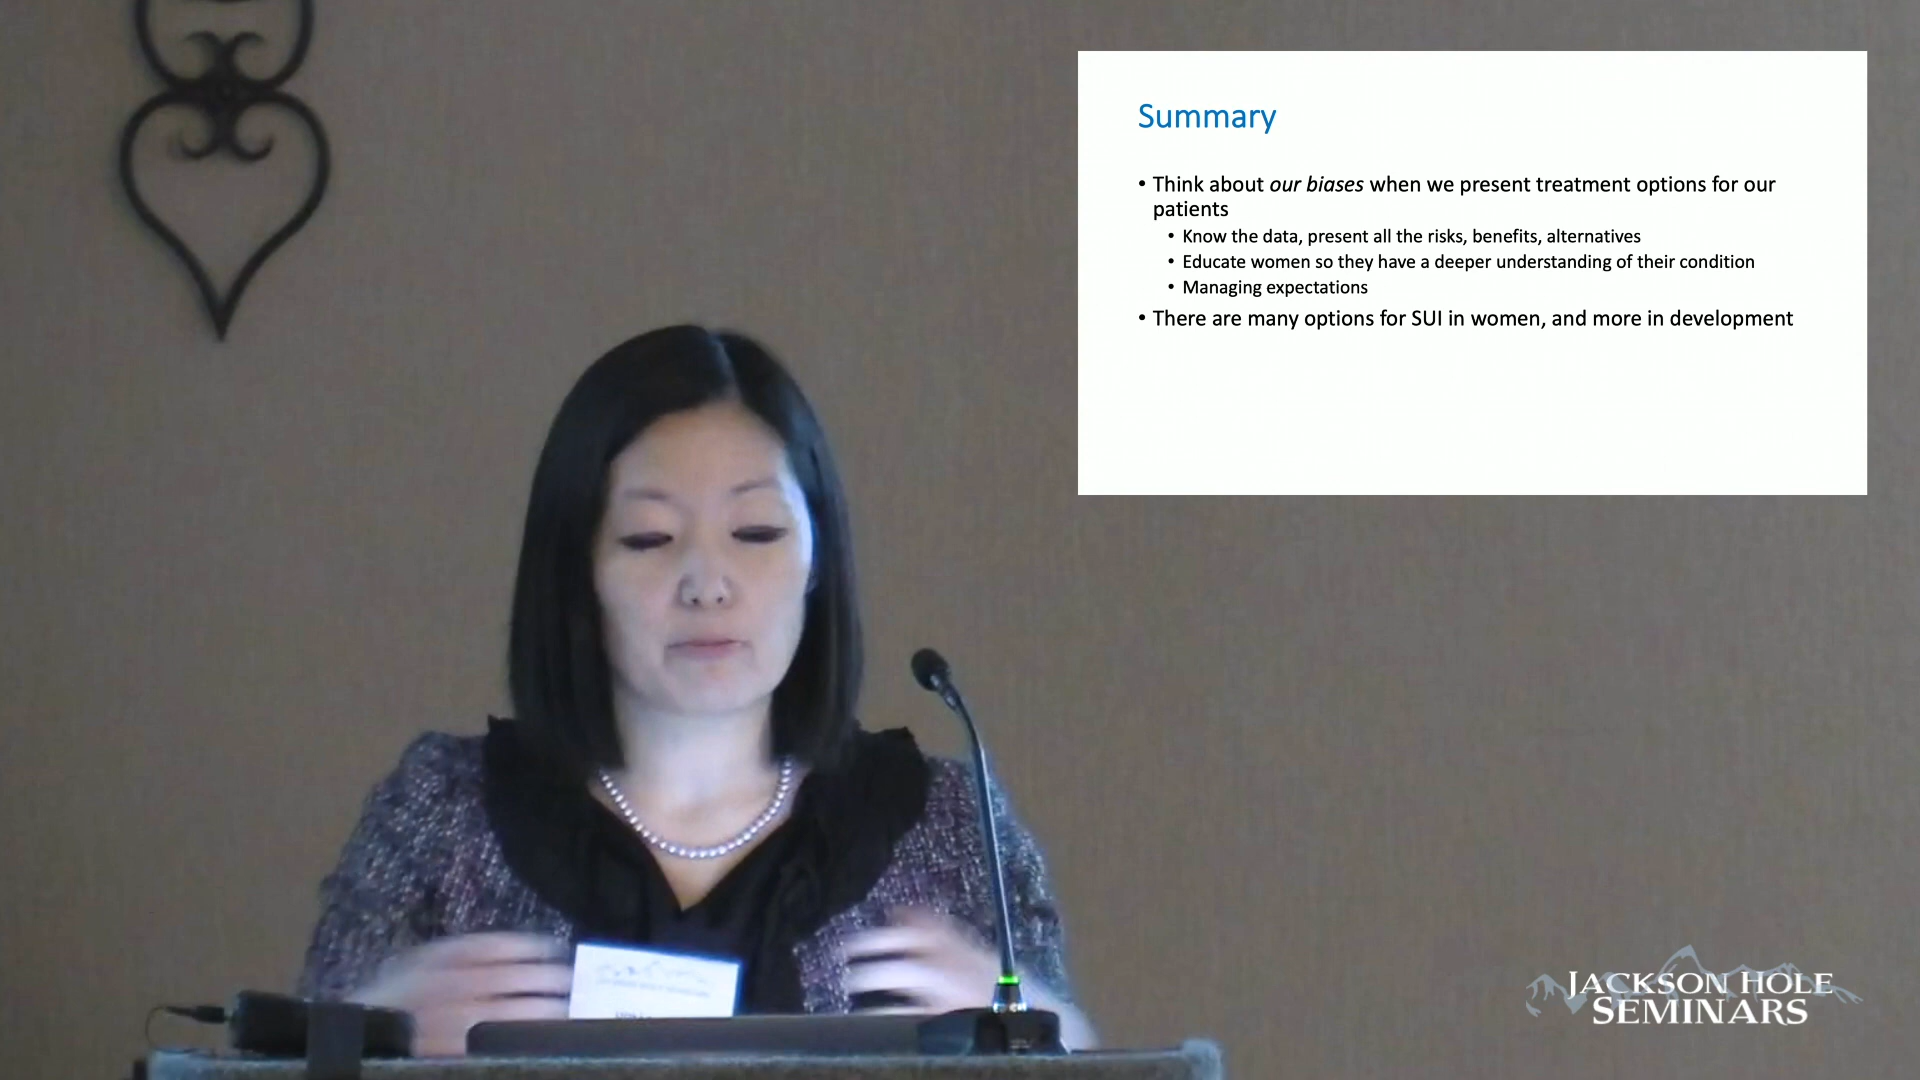 Summary
• Think about our biases when we present treatment options for our
patients
• Know the data, present all the risks, benefits, alternatives
• Educate women so they have a deeper understanding of their condition
• Managing expectations
• There are many options for SUI in women, and more in development
JACKSON HOLE
SEMINARS